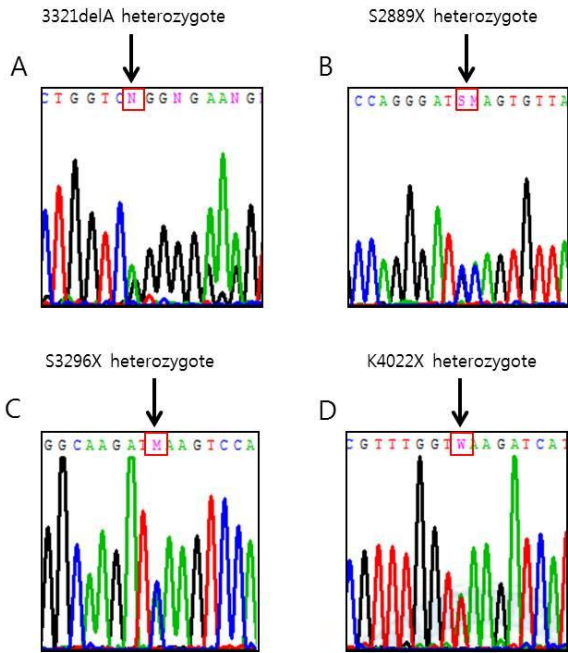 3321delA heterozygote
S2889X heterozygote
A
B
CTGGTCNGGNGAANG
CCAGGGATSMAGTGTTA
S3296X heterozygote
K4022X heterozygote
C
D
GGCAAGATMAAGTCCA
CGTTTGGTWAAGATCAT